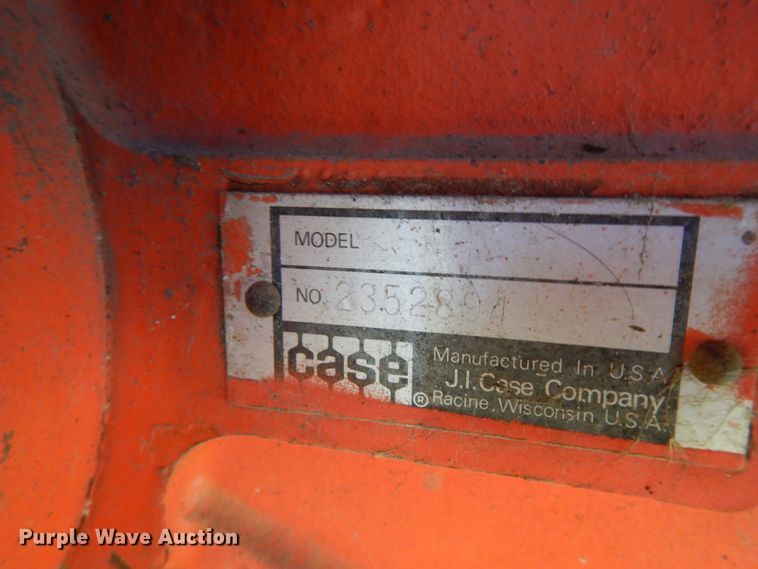 MODEL
NO. 2352894
case
Manufactured In U.S.A.
J.I. Case Company
® Racine, Wisconsin U.S.A.
Purple Wave Auction